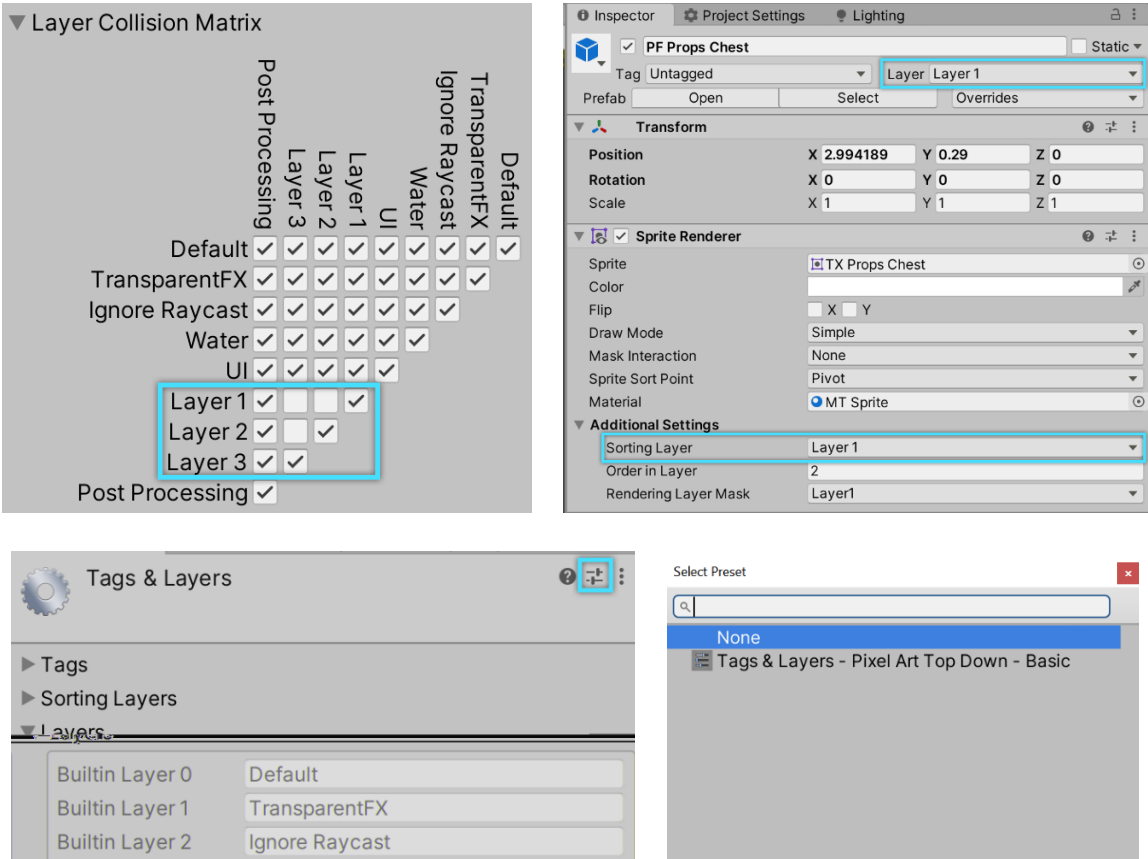 Layer Collision Matrix
Post Processing
Layer 3
Layer 2
Layer 1
UI
Water
Ignore Raycast
TransparentFX
Default
Default
TransparentFX
Ignore Raycast
Water
UI
Layer 1
Layer 2
Layer 3
Post Processing
Inspector Project Settings Lighting
PF Props Chest Static
Tag Untagged Layer Layer 1
Prefab Open Select Overrides
Transform
Position X 2.994189 Y 0.29 Z 0
Rotation X 0 Y 0 Z 0
Scale X 1 Y 1 Z 1
Sprite Renderer
Sprite TX Props Chest
Color
Flip X Y
Draw Mode Simple
Mask Interaction None
Sprite Sort Point Pivot
Material MT Sprite
Additional Settings
Sorting Layer Layer 1
Order in Layer 2
Rendering Layer Mask Layer1
Tags & Layers
Tags
Sorting Layers
Layers
Builtin Layer 0 Default
Builtin Layer 1 TransparentFX
Builtin Layer 2 Ignore Raycast
Select Preset
None
Tags & Layers - Pixel Art Top Down - Basic